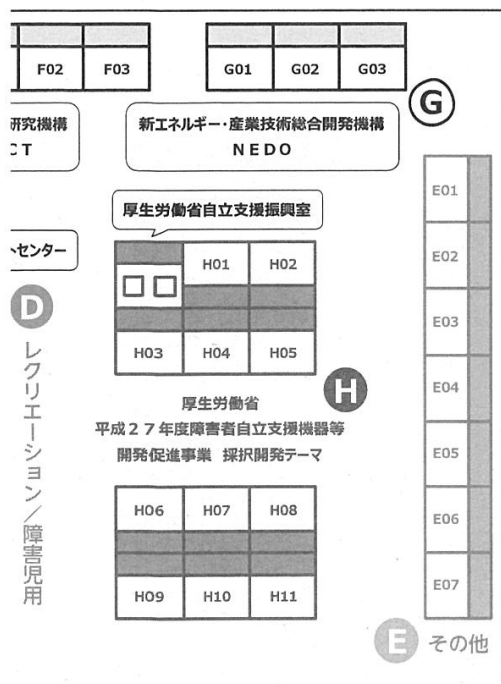 F02
F03
G01
G02
G03
G
研究機構
CT
新エネルギー・産業技術総合開発機構
NEDO
厚生労働省自立支援振興室
センター
H01
H02
H03
H04
H05
H
厚生労働省
平成27年度障害者自立支援機器等
開発促進事業 採択開発テーマ
H06
H07
H08
H09
H10
H11
D
レクリエーション/障害児用
E01
E02
E03
E04
E05
E06
E07
E
その他